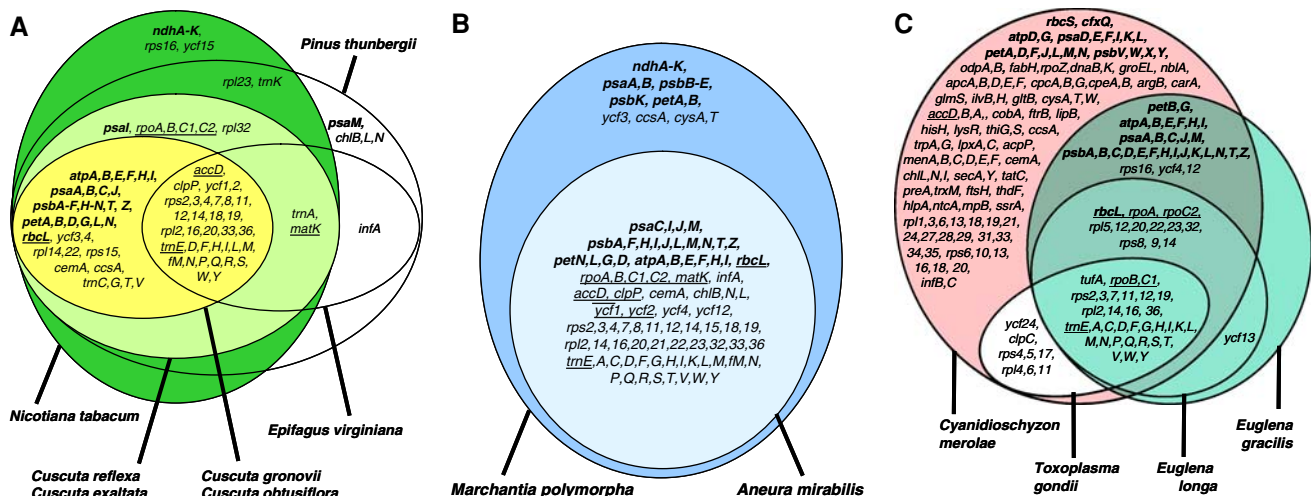 A
ndhA-K,
rps16, ycf15
Pinus thunbergii
rpl23, trnK
psaM,
chlB,L,N
psaI, rpoA,B,C1,C2, rpl32
atpA,B,E,F,H,I,
psaA,B,C,J,
psbA-F,H-N,T, Z,
petA,B,D,G,L,N,
rbcL, ycf3,4,
rpl14,22, rps15,
cemA, ccsA,
trnC,G,T,V
accD,
clpP, ycf1,2,
rps2,3,4,7,8,11,
12,14,18,19,
rpl2,16,20,33,36,
trnE,D,F,H,I,L,M,
fM,N,P,Q,R,S,
W,Y
trnA,
matK
infA
Nicotiana tabacum
Epifagus virginiana
Cuscuta reflexa
Cuscuta exaltata
Cuscuta gronovii
Cuscuta obtusiflora
B
ndhA-K,
psaA,B, psbB-E,
psbK, petA,B,
ycf3, ccsA, cysA,T
psaC,I,J,M,
psbA,F,H,I,J,L,M,N,T,Z,
petN,L,G,D, atpA,B,E,F,H,I, rbcL,
rpoA,B,C1,C2, matK, infA,
accD, clpP, cemA, chlB,N,L,
ycf1, ycf2, ycf4, ycf12,
rps2,3,4,7,8,11,12,14,15,18,19,
rpl2,14,16,20,21,22,23,32,33,36
trnE,A,C,D,F,G,H,I,K,L,M,fM,N,
P,Q,R,S,T,V,W,Y
Marchantia polymorpha
Aneura mirabilis
C
rbcS, cfxQ,
atpD,G, psaD,E,F,I,K,L,
petA,D,F,J,L,M,N, psbV,W,X,Y,
odpA,B, fabH,rpoZ,dnaB,K, groEL, nblA,
apcA,B,D,E,F, cpcA,B,G,cpeA,B, argB, carA,
glmS, ilvB,H, gltB, cysA,T,W,
accD,B,A,, cobA, ftrB, lipB,
hisH, lysR, thiG,S, ccsA,
trpA,G, lpxA,C, acpP,
menA,B,C,D,E,F, cemA,
chlL,N,I, secA,Y, tatC,
preA,trxM, ftsH, thdF,
hlpA,ntcA,rnpB, ssrA,
rpl1,3,6,13,18,19,21,
24,27,28,29, 31,33,
34,35, rps6,10,13,
16,18, 20,
infB,C
petB,G,
atpA,B,E,F,H,I,
psaA,B,C,J,M,
psbA,B,C,D,E,F,H,I,J,K,L,N,T,Z,
rps16, ycf4,12
rbcL, rpoA, rpoC2,
rpl5,12,20,22,23,32,
rps8, 9,14
tufA, rpoB,C1,
rps2,3,7,11,12,19,
rpl2,14,16, 36,
trnE,A,C,D,F,G,H,I,K,L,
M,N,P,Q,R,S,T,
V,W,Y
ycf24,
clpC,
rps4,5,17,
rpl4,6,11
ycf13
Cyanidioschyzon
merolae
Toxoplasma
gondii
Euglena
longa
Euglena
gracilis